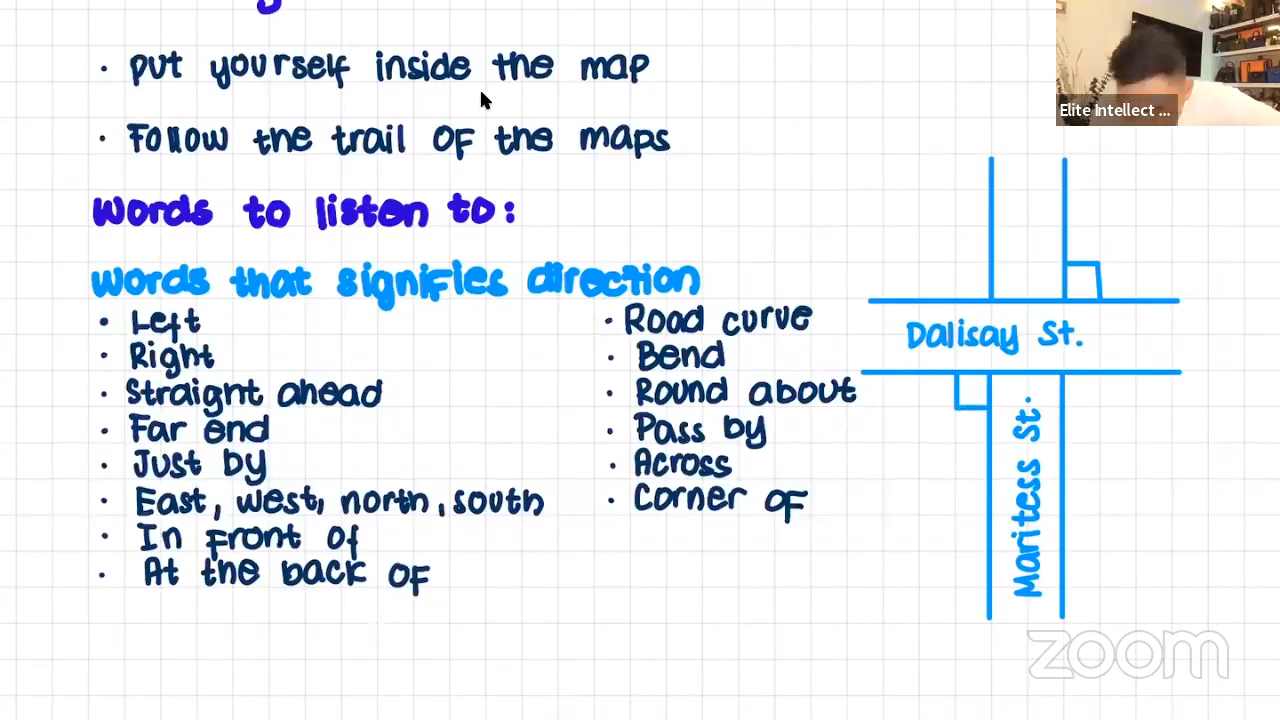 • put yourself inside the map
• Follow the trail of the maps
Words to listen to:
Words that signifies direction
• Left
• Right
• Straight ahead
• Far end
• Just by
• East, west, north, south
• In front of
• At the back of
• Road curve
• Bend
• Round about
• Pass by
• Across
• Corner of
Dalisay St.
Maritess St.
Elite Intellect ...
zoom